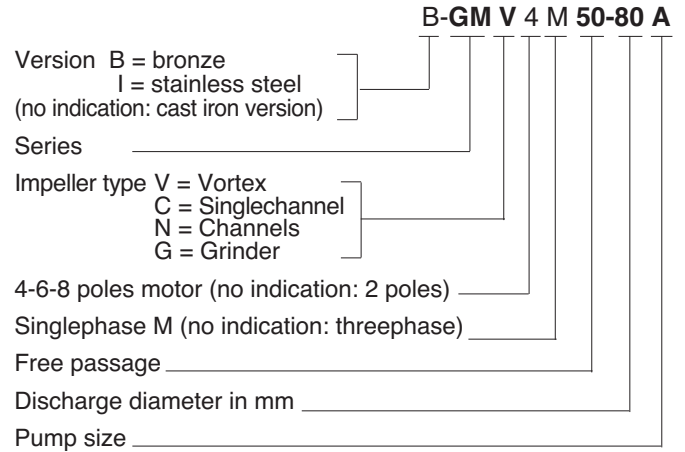 B-GM V 4 M 50-80 A
Version B = bronze
I = stainless steel
(no indication: cast iron version)
Series
Impeller type V = Vortex
C = Singlechannel
N = Channels
G = Grinder
4-6-8 poles motor (no indication: 2 poles)
Singlephase M (no indication: threephase)
Free passage
Discharge diameter in mm
Pump size